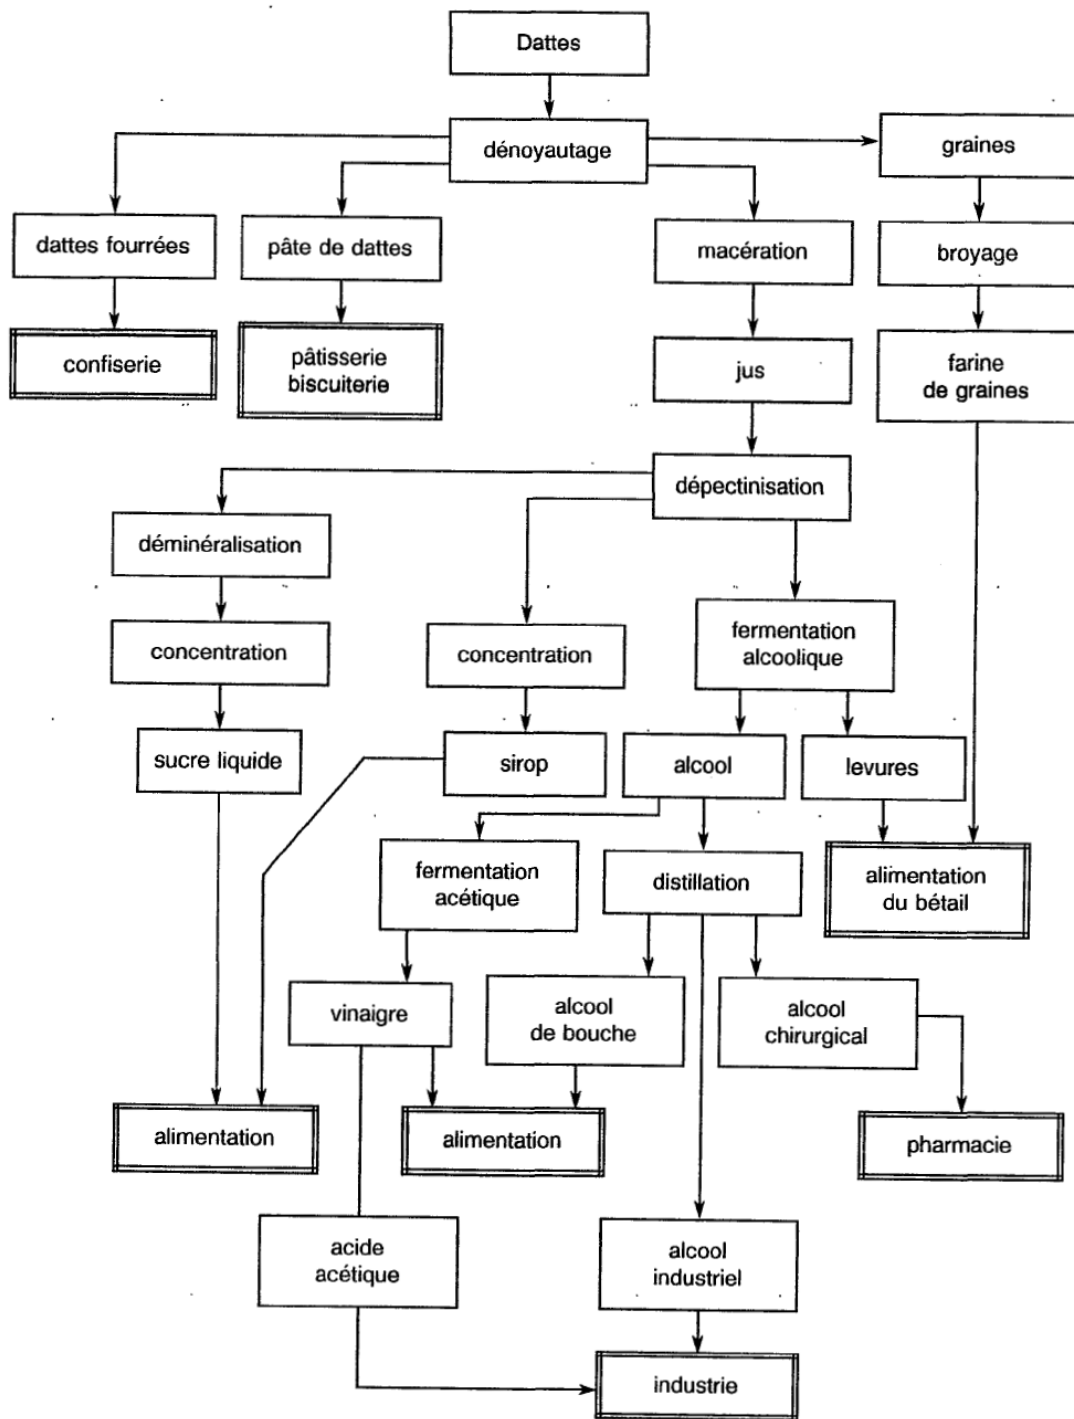 Dattes
dénoyautage
graines
dattes fourrées
pâte de dattes
macération
broyage
confiserie
pâtisserie
biscuiterie
jus
farine
de graines
dépectinisation
déminéralisation
fermentation
alcoolique
concentration
concentration
sucre liquide
sirop
alcool
levures
fermentation
acétique
distillation
alimentation
du bétail
vinaigre
alcool
de bouche
alcool
chirurgical
alimentation
alimentation
pharmacie
acide
acétique
alcool
industriel
industrie